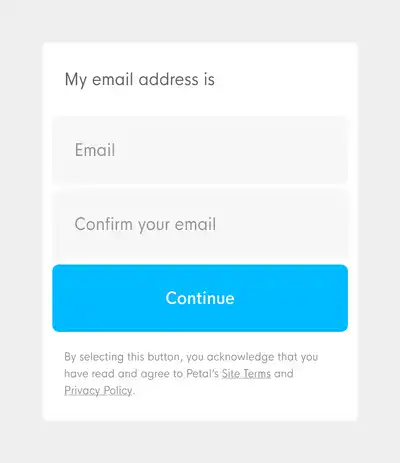 My email address is
Email
Confirm your email
Continue
By selecting this button, you acknowledge that you
have read and agree to Petal's Site Terms and
Privacy Policy.